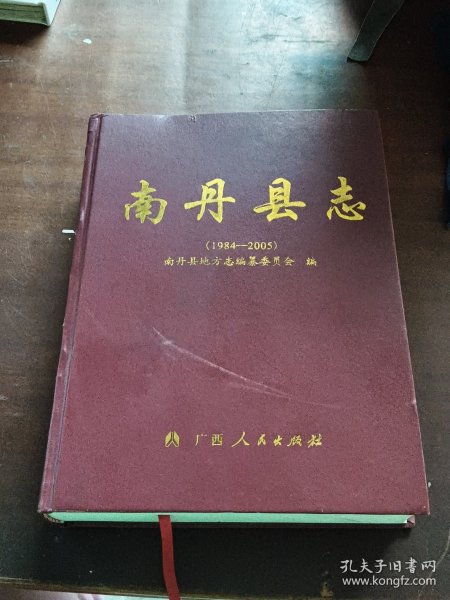 南丹县志
(1984—2005)
南丹县地方志编纂委员会 编
广西人民出版社
孔夫子旧书网
www.kongfz.com